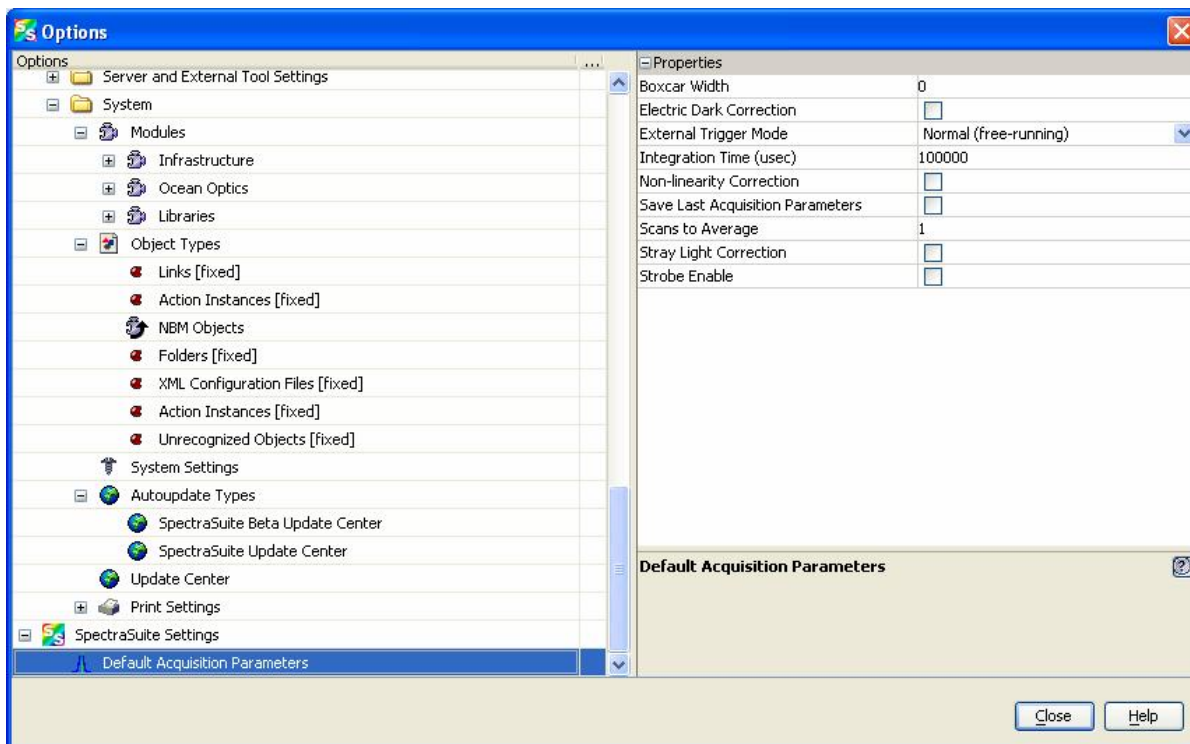 Options
Options ...
Server and External Tool Settings
System
Modules
Infrastructure
Ocean Optics
Libraries
Object Types
Links [fixed]
Action Instances [fixed]
NBM Objects
Folders [fixed]
XML Configuration Files [fixed]
Action Instances [fixed]
Unrecognized Objects [fixed]
System Settings
Autoupdate Types
SpectraSuite Beta Update Center
SpectraSuite Update Center
Update Center
Print Settings
SpectraSuite Settings
Default Acquisition Parameters
Properties
Boxcar Width 0
Electric Dark Correction
External Trigger Mode Normal (free-running)
Integration Time (usec) 100000
Non-linearity Correction
Save Last Acquisition Parameters
Scans to Average 1
Stray Light Correction
Strobe Enable
Default Acquisition Parameters ?
Close Help